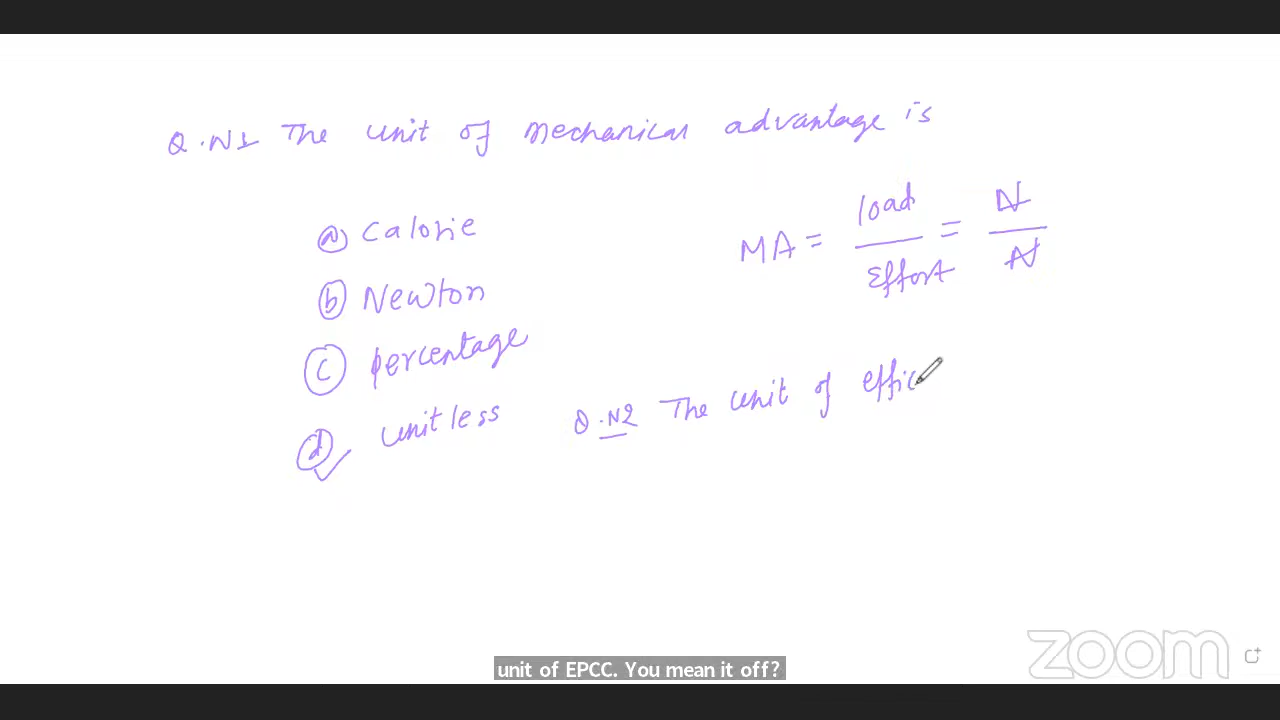 Q.N1 The unit of Mechanical advantage is
a calorie
b Newton
c percentage
d unitless
MA = load / Effort = N / N
Q.N2 The unit of effic
unit of EPCC. You mean it off?
zoom